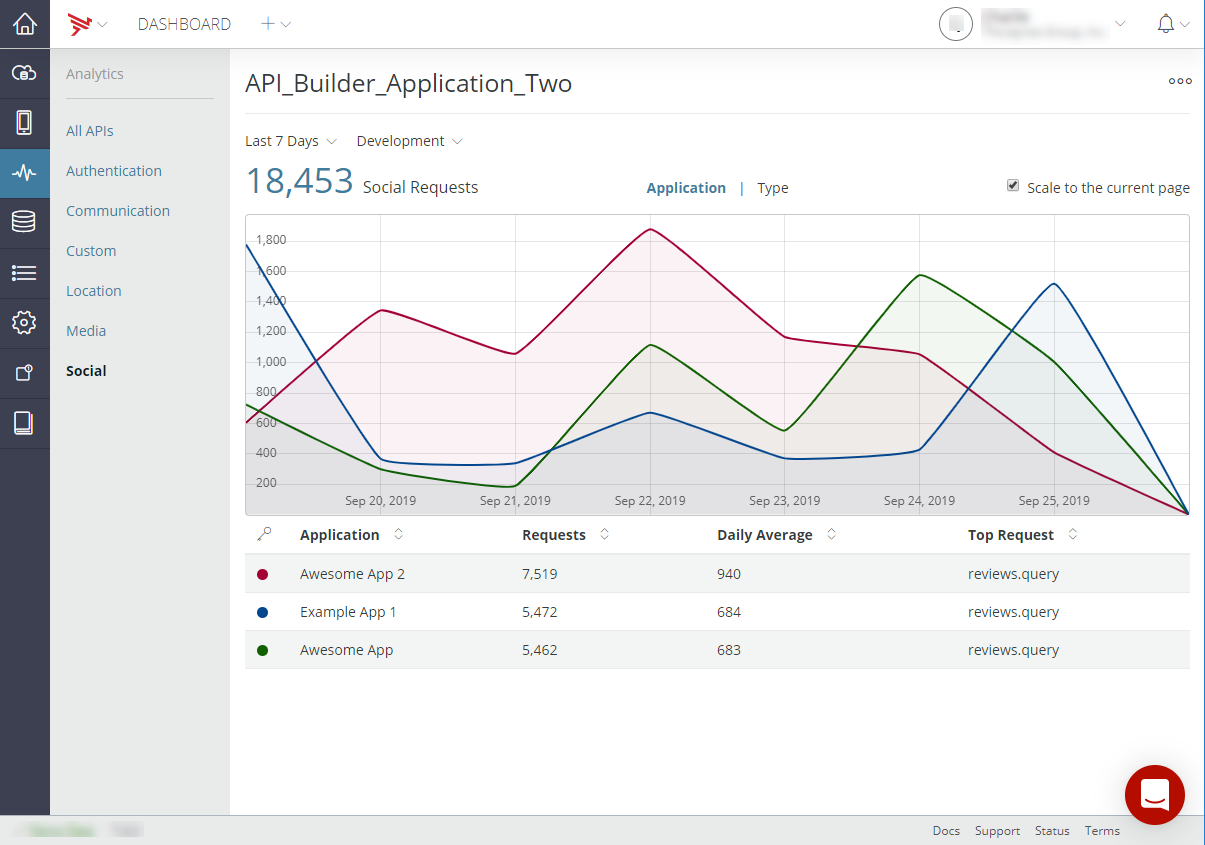 DASHBOARD
Analytics
All APIs
Authentication
Communication
Custom
Location
Media
Social
API_Builder_Application_Two
Last 7 Days Development
18,453 Social Requests
Application | Type
Scale to the current page
1,800
1,600
1,400
1,200
1,000
800
600
400
200
Sep 20, 2019 Sep 21, 2019 Sep 22, 2019 Sep 23, 2019 Sep 24, 2019 Sep 25, 2019
Application Requests Daily Average Top Request
Awesome App 2 7,519 940 reviews.query
Example App 1 5,472 684 reviews.query
Awesome App 5,462 683 reviews.query
Docs Support Status Terms